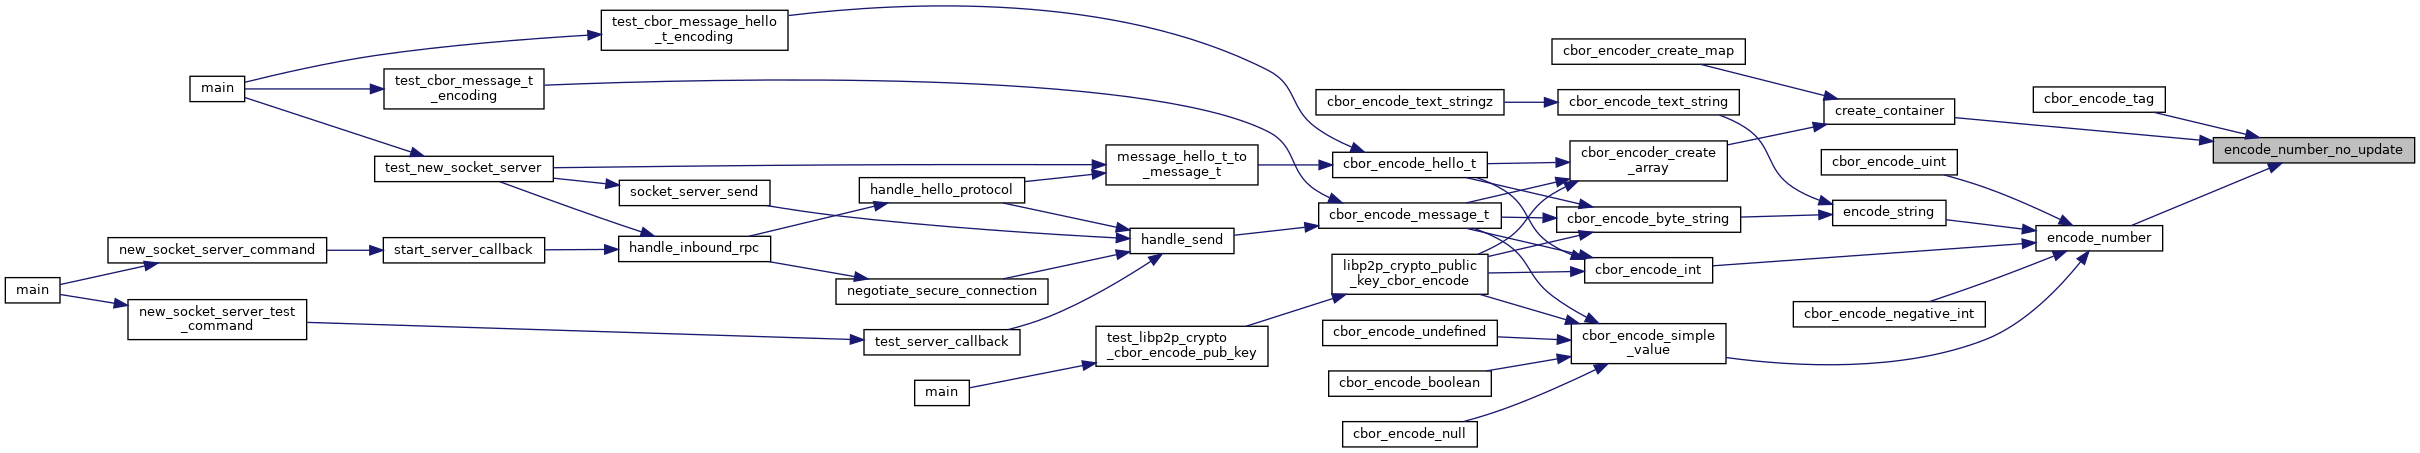 test_cbor_message_hello
_t_encoding
main
test_cbor_message_t
_encoding
test_new_socket_server
socket_server_send
new_socket_server_command
start_server_callback
handle_inbound_rpc
main
new_socket_server_test
_command
handle_hello_protocol
negotiate_secure_connection
test_server_callback
main
message_hello_t_to
_message_t
handle_send
test_libp2p_crypto
_cbor_encode_pub_key
cbor_encode_text_stringz
cbor_encode_hello_t
cbor_encode_message_t
libp2p_crypto_public
_key_cbor_encode
cbor_encode_undefined
cbor_encode_boolean
cbor_encode_null
cbor_encoder_create_map
cbor_encode_text_string
cbor_encoder_create
_array
cbor_encode_byte_string
cbor_encode_int
cbor_encode_simple
_value
create_container
cbor_encode_uint
encode_string
cbor_encode_negative_int
cbor_encode_tag
encode_number
encode_number_no_update